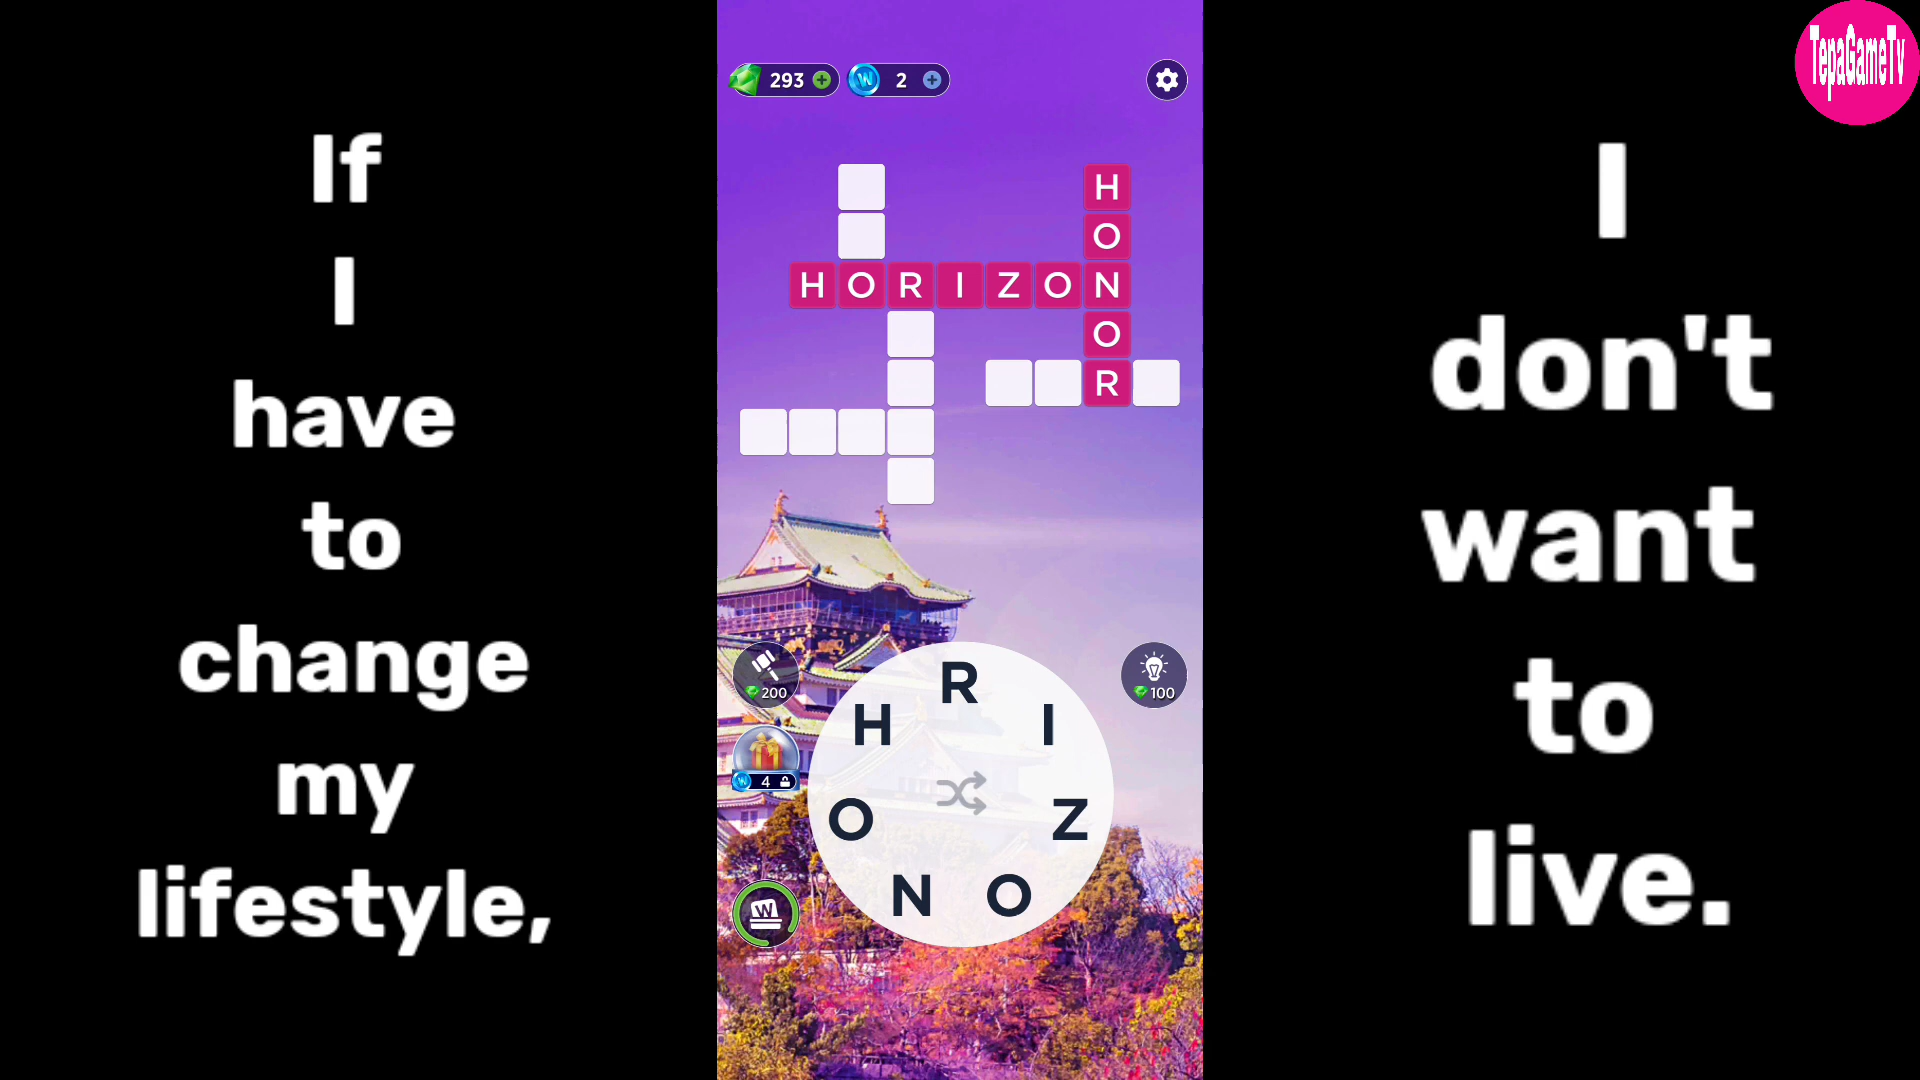 If
I
have
to
change
my
lifestyle,
293
W
2
H
O
HORIZON
O
R
200
100
R
H
I
W
4
O
Z
N
O
W
TepaGameTv
I
don't
want
to
live.